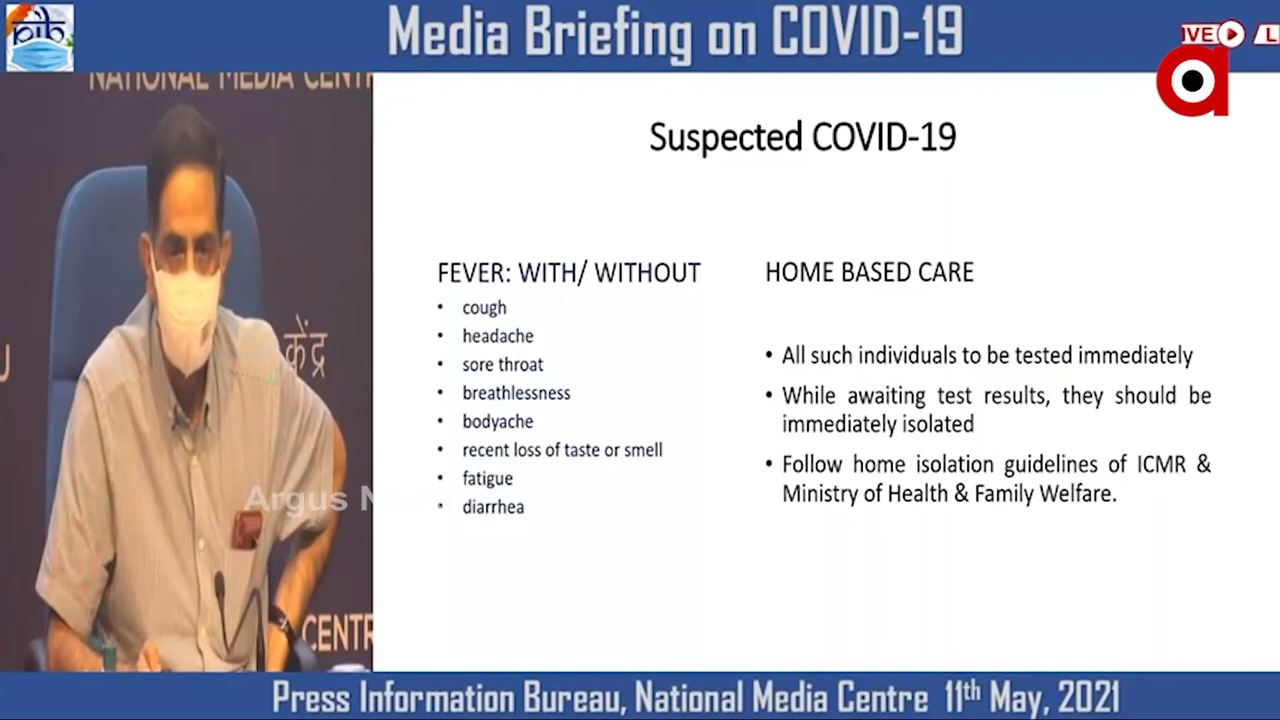 Media Briefing on COVID-19
pib
IVE
L
NATIONAL MEDIA CENTR
केंद्र
CENTR
Suspected COVID-19
FEVER: WITH/ WITHOUT
• cough
• headache
• sore throat
• breathlessness
• bodyache
• recent loss of taste or smell
• fatigue
• diarrhea
HOME BASED CARE
• All such individuals to be tested immediately
• While awaiting test results, they should be
immediately isolated
• Follow home isolation guidelines of ICMR &
Ministry of Health & Family Welfare.
Argus
Press Information Bureau, National Media Centre 11th May, 2021